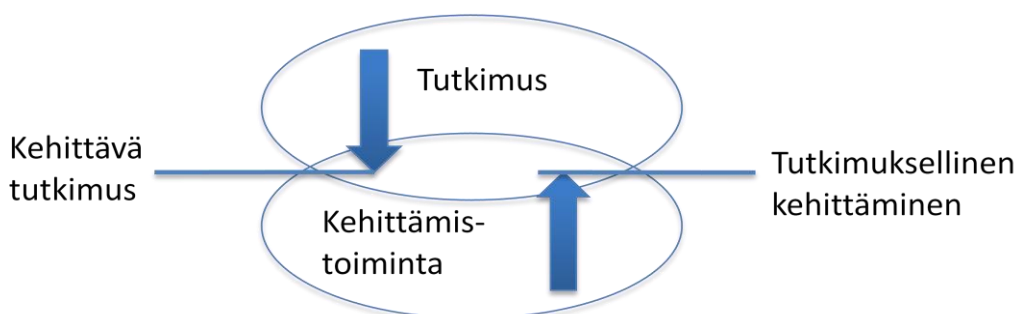 Tutkimus
Kehittävä
tutkimus
Tutkimuksellinen
kehittäminen
Kehittämis-
toiminta